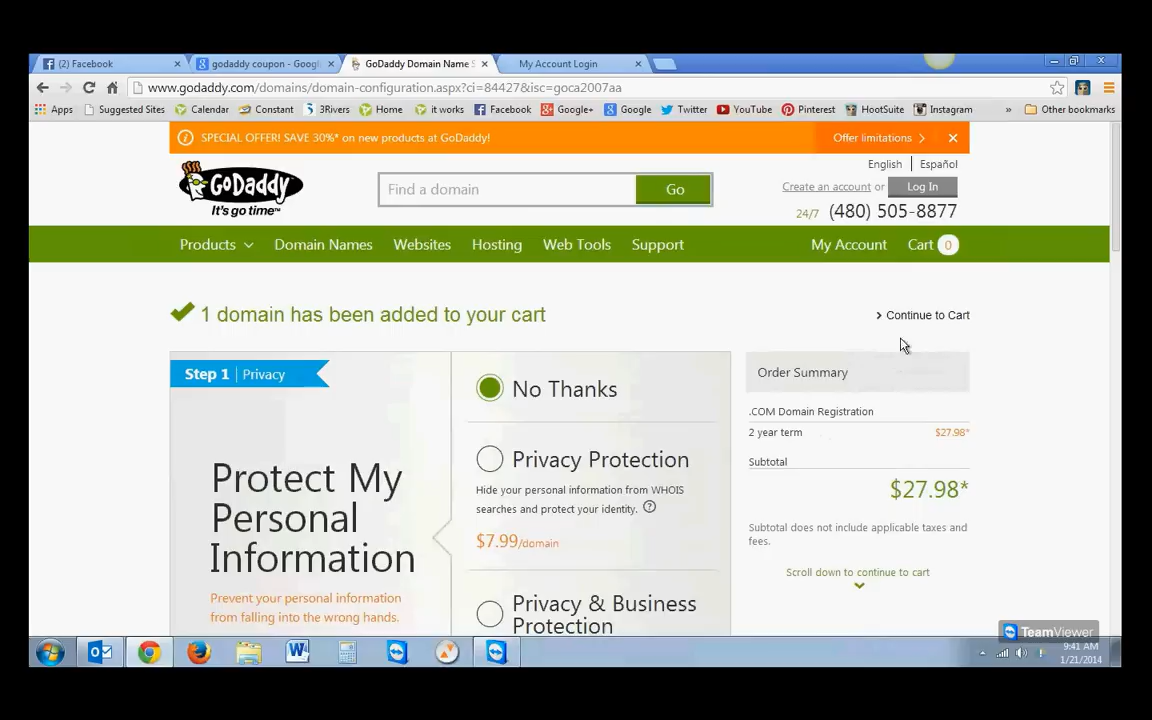 (2) Facebook
godaddy coupon - Googl
GoDaddy Domain Name S
My Account Login
www.godaddy.com/domains/domain-configuration.aspx?ci=84427&isc=goca2007aa
Apps Suggested Sites Calendar Constant 3Rivers Home it works Facebook Google+ Google Twitter YouTube Pinterest HootSuite Instagram » Other bookmarks
SPECIAL OFFER! SAVE 30%* on new products at GoDaddy!
Offer limitations
English | Español
GoDaddy
It's go time™
Find a domain
Go
Create an account or Log In
24/7 (480) 505-8877
Products Domain Names Websites Hosting Web Tools Support My Account Cart 0
1 domain has been added to your cart
Continue to Cart
Step 1 | Privacy
No Thanks
Order Summary
.COM Domain Registration
2 year term $27.98*
Subtotal
$27.98*
Protect My
Personal
Information
Privacy Protection
Hide your personal information from WHOIS
searches and protect your identity.
$7.99/domain
Subtotal does not include applicable taxes and
fees.
Scroll down to continue to cart
Prevent your personal information
from falling into the wrong hands.
Privacy & Business
Protection
TeamViewer
9:41 AM
1/21/2014